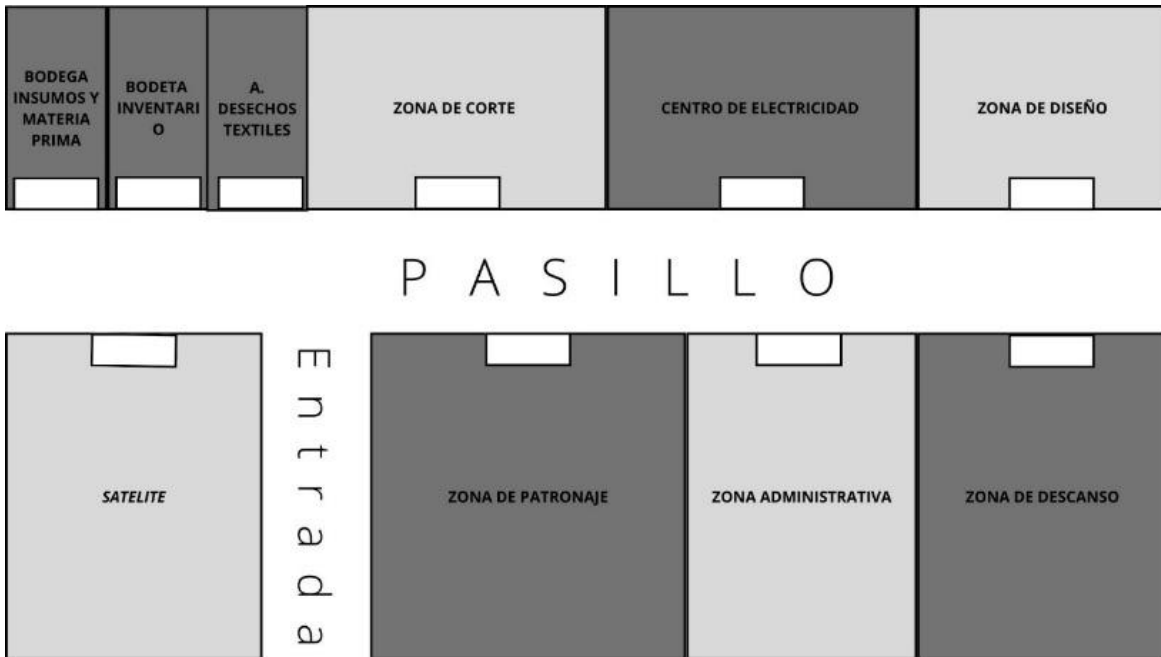 BODEGA
INSUMOS Y
MATERIA
PRIMA
BODETA
INVENTARI
O
A.
DESECHOS
TEXTILES
ZONA DE CORTE
CENTRO DE ELECTRICIDAD
ZONA DE DISEÑO
PASILLO
Entrada
SATELITE
ZONA DE PATRONAJE
ZONA ADMINISTRATIVA
ZONA DE DESCANSO